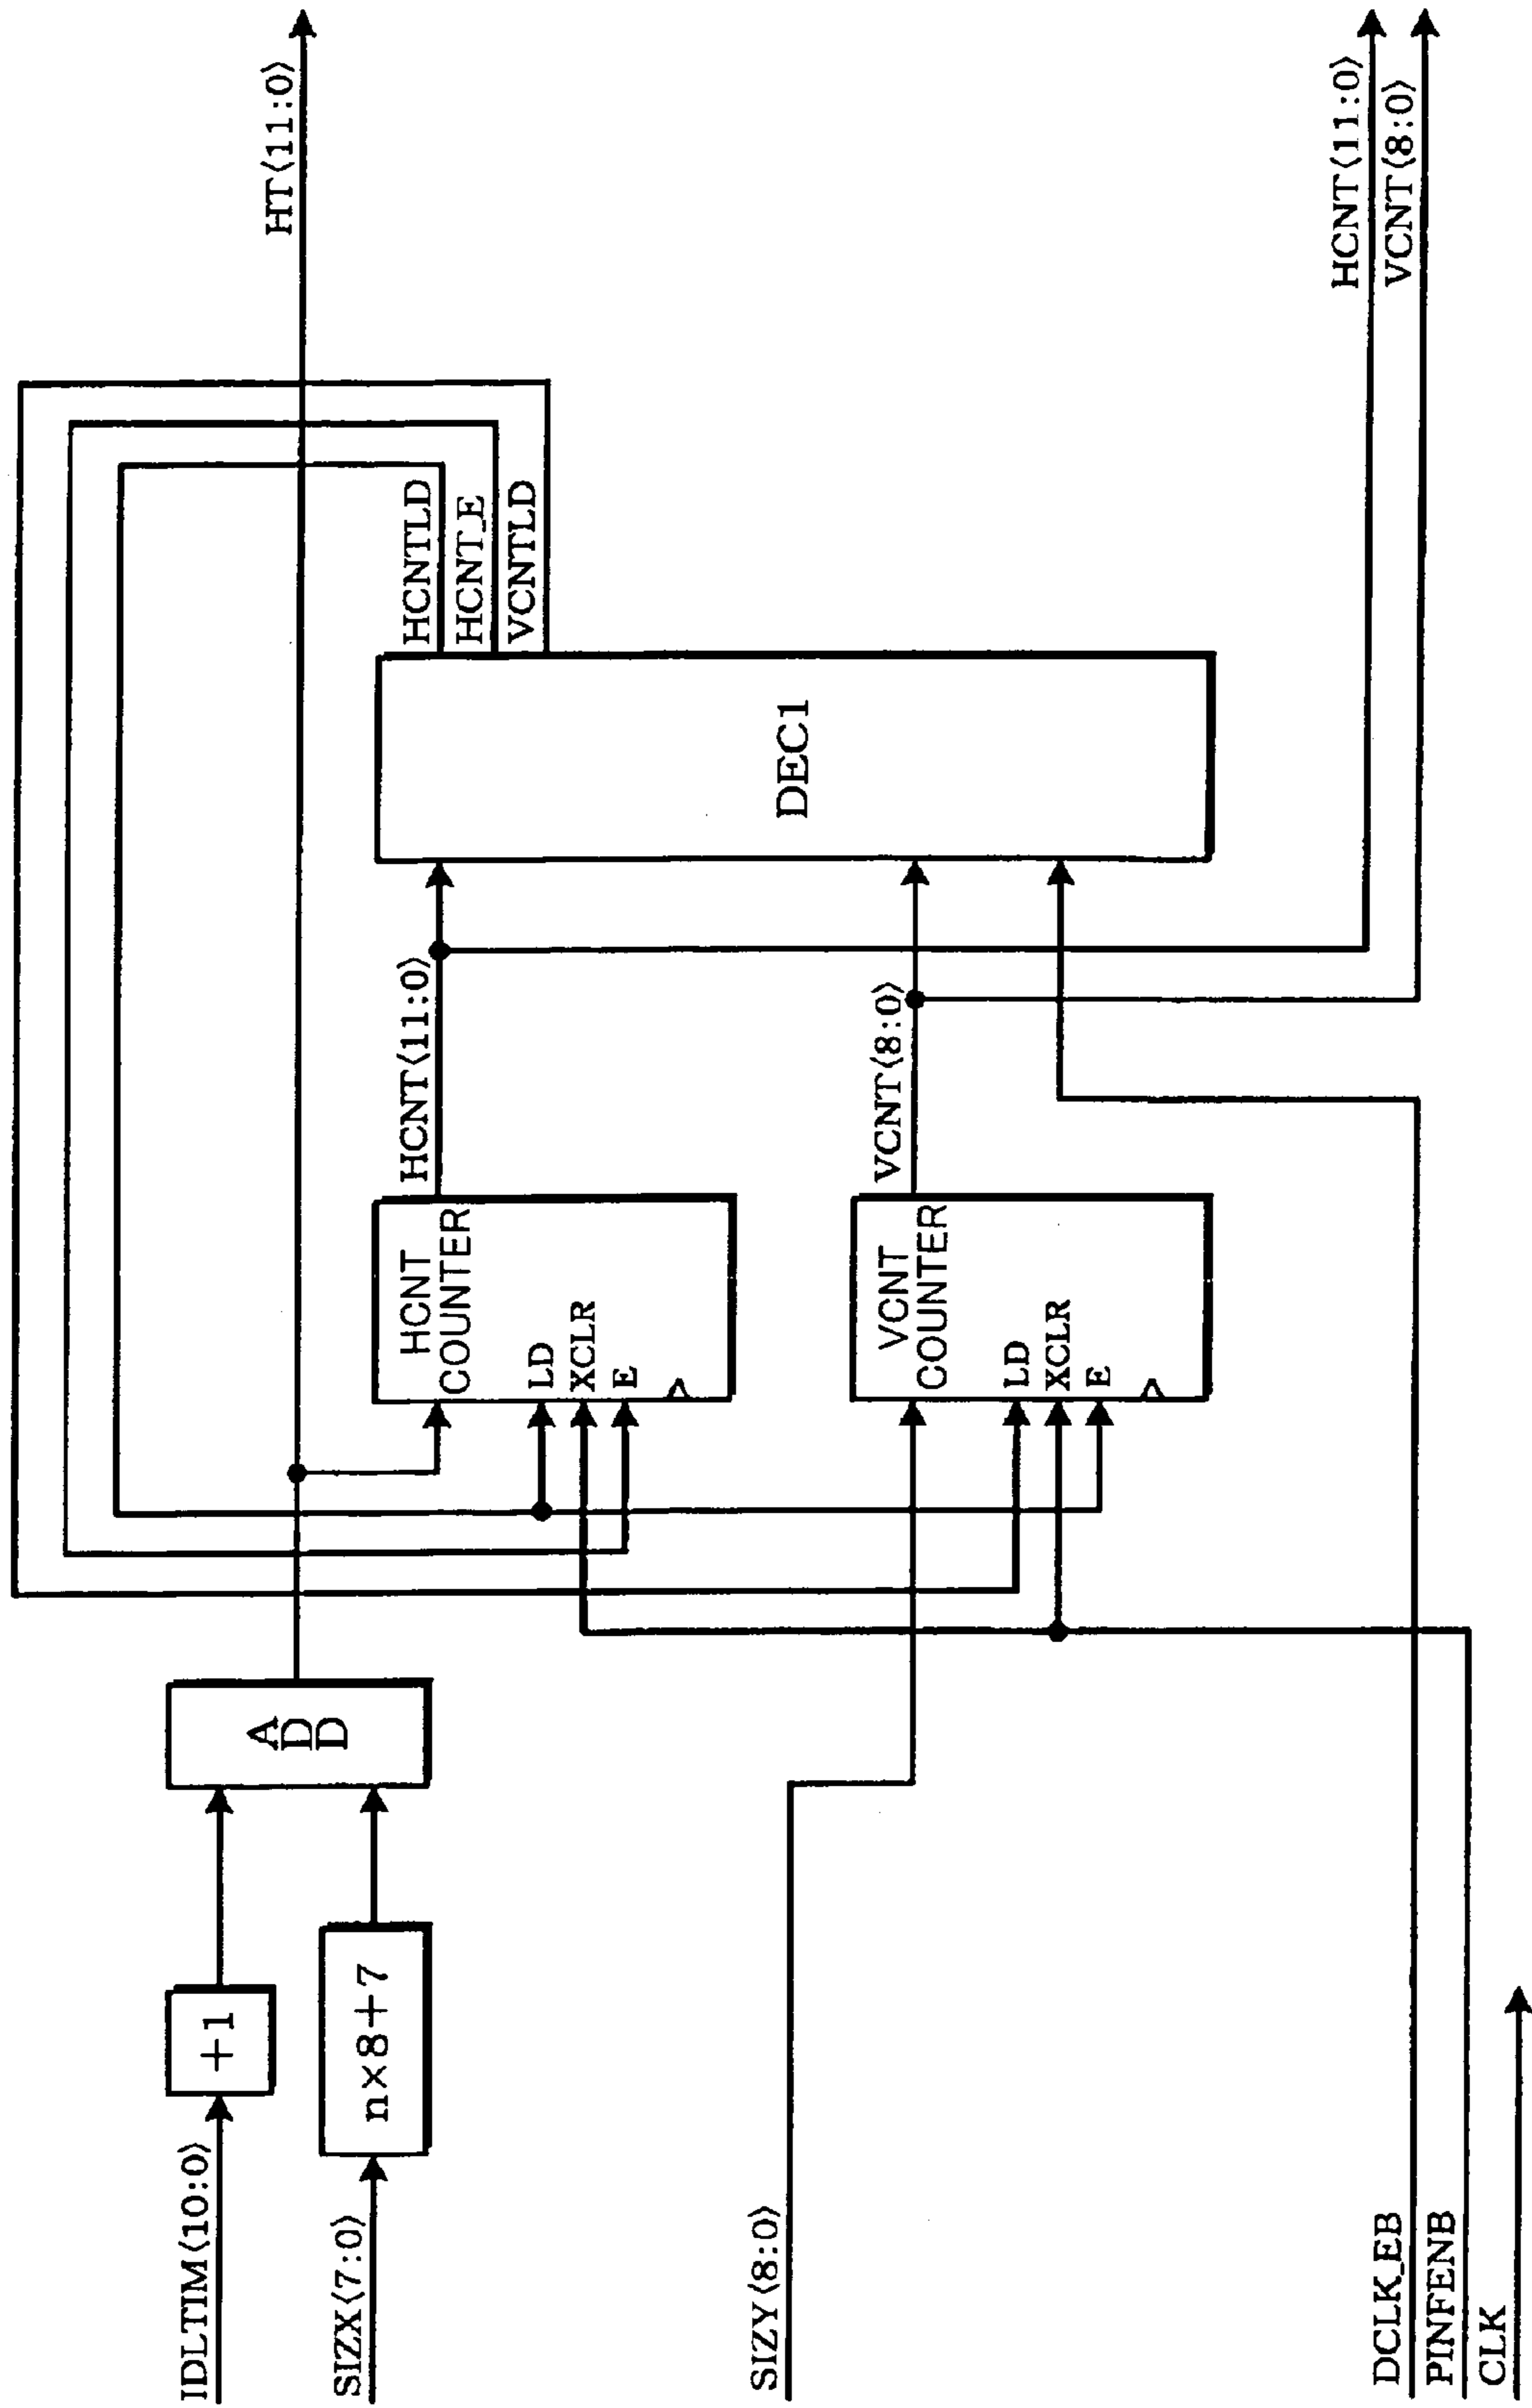 IDLTIM⟨10:0⟩
+1
SIZX⟨7:0⟩
n×8+7
ADD
HT⟨11:0⟩
SIZY⟨8:0⟩
HCNT
COUNTER
LD
XCLR
E
HCNT⟨11:0⟩
VCNT
COUNTER
LD
XCLR
E
VCNT⟨8:0⟩
DEC1
HCNTLD
HCNT_E
VCNTLD
HCNT⟨11:0⟩
VCNT⟨8:0⟩
DCLK_EB
PINFENB
CLK